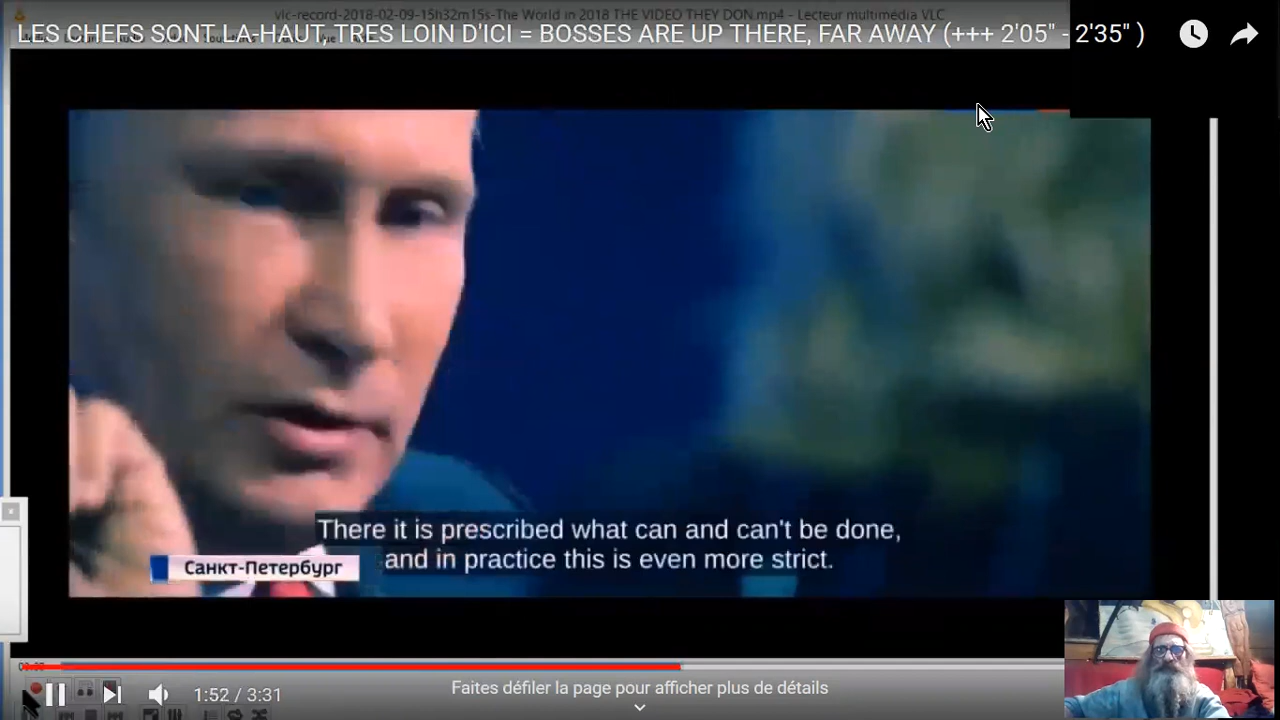 vlc-record-2018-02-09-15h32m15s-The World in 2018 THE VIDEO THEY DON.mp4 - Lecteur multimédia VLC
LES CHEFS SONT LA-HAUT, TRES LOIN D'ICI = BOSSES ARE UP THERE, FAR AWAY (+++ 2'05" - 2'35" )
There it is prescribed what can and can't be done,
and in practice this is even more strict.
Санкт-Петербург
1:52 / 3:31
Faites défiler la page pour afficher plus de détails